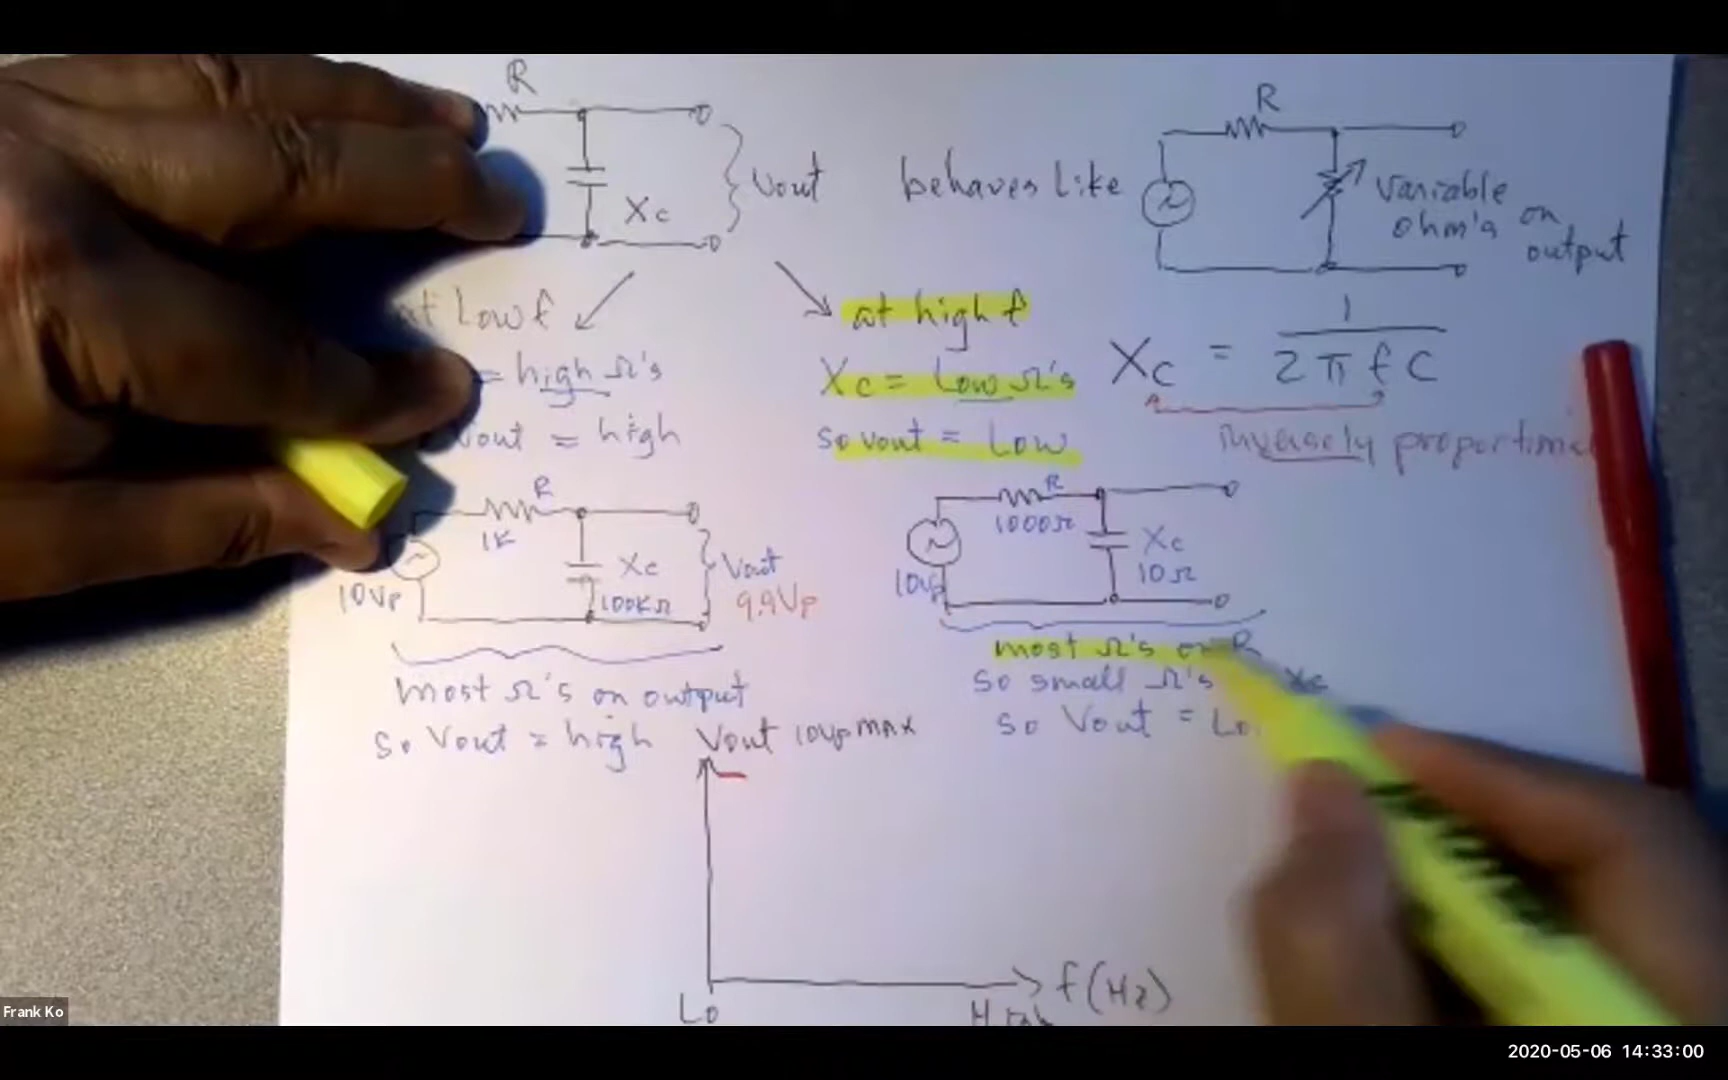 R
Xc
Vout
behaves Like
R
Variable
ohm's on
output
at Low f
= high Ω's
Vout = high
at high f
Xc = Low Ω's
so vout = Low
Xc = 1 / 2πfC
inversely proportional
R
1K
10Vp
Xc
100KΩ
Vout
9.9Vp
most Ω's on output
so Vout = high
R
1000Ω
10Vp
Xc
10Ω
most Ω's on R
so small Ω's Xc
so Vout =
Vout 10Vp max
Lo
High
f(Hz)
Frank Ko
2020-05-06 14:33:00